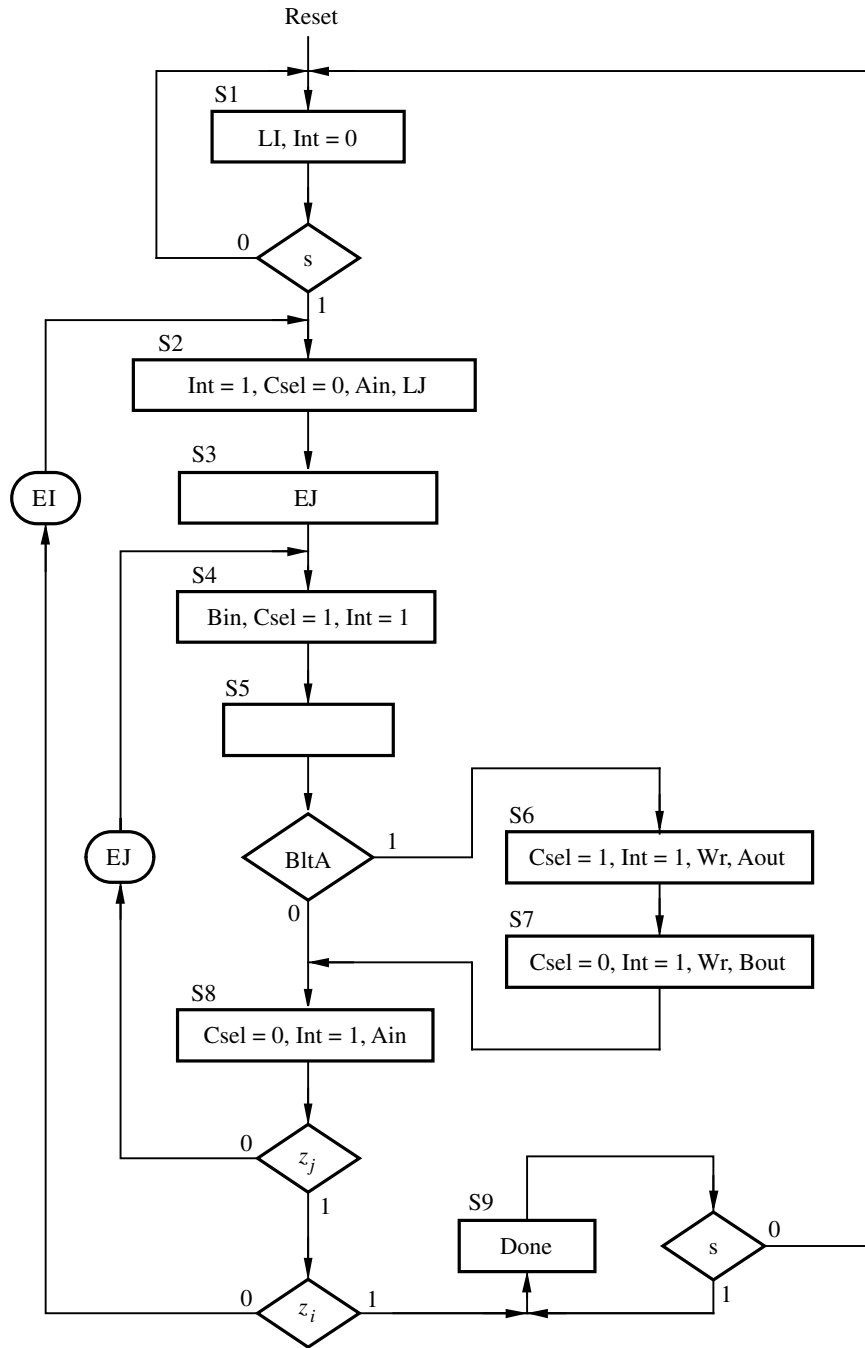 Reset
S1
LI, Int = 0
0
s
1
S2
Int = 1, Csel = 0, Ain, LJ
S3
EI
EJ
S4
Bin, Csel = 1, Int = 1
S5
1
S6
EJ
BltA
Csel = 1, Int = 1, Wr, Aout
0
S7
Csel = 0, Int = 1, Wr, Bout
S8
Csel = 0, Int = 1, Ain
0
z_j
1
S9
Done
s
0
1
0
z_i
1